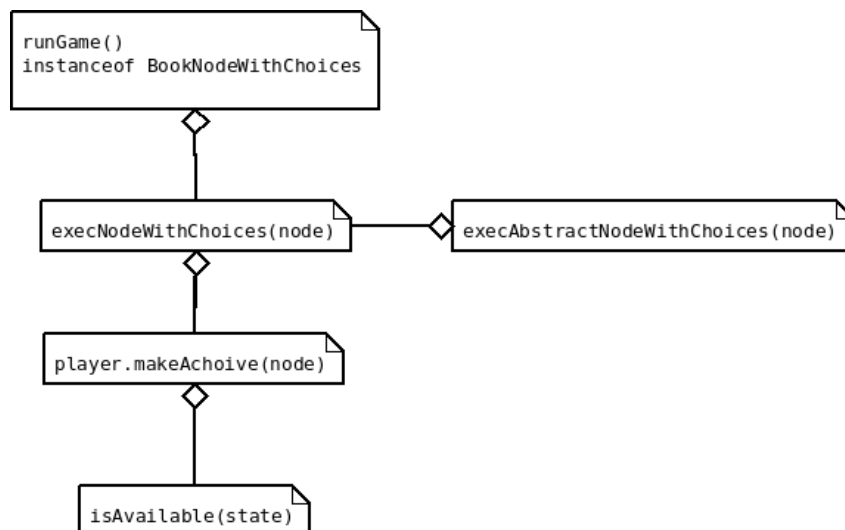 runGame()
instanceof BookNodeWithChoices
execNodeWithChoices(node)
execAbstractNodeWithChoices(node)
player.makeAchoive(node)
isAvailable(state)